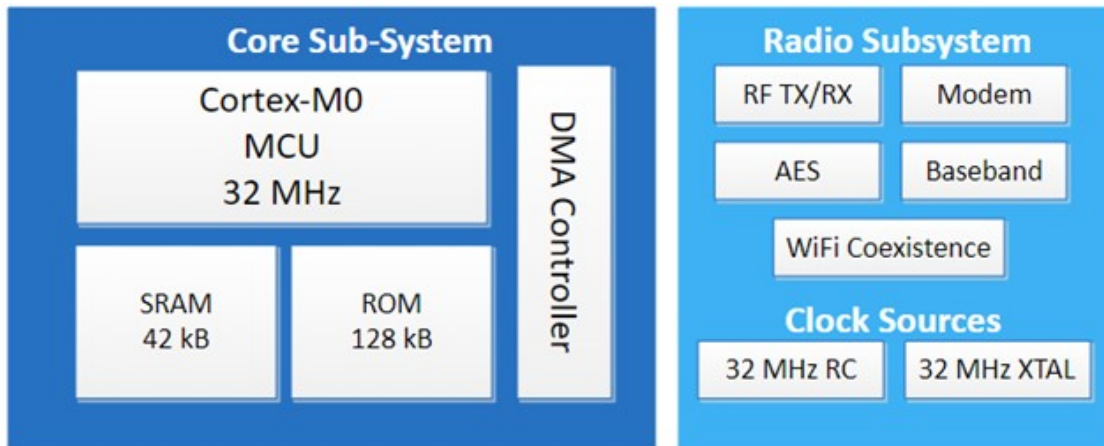 Core Sub-System
Cortex-M0
MCU
32 MHz
DMA Controller
SRAM
42 kB
ROM
128 kB
Radio Subsystem
RF TX/RX
Modem
AES
Baseband
WiFi Coexistence
Clock Sources
32 MHz RC
32 MHz XTAL